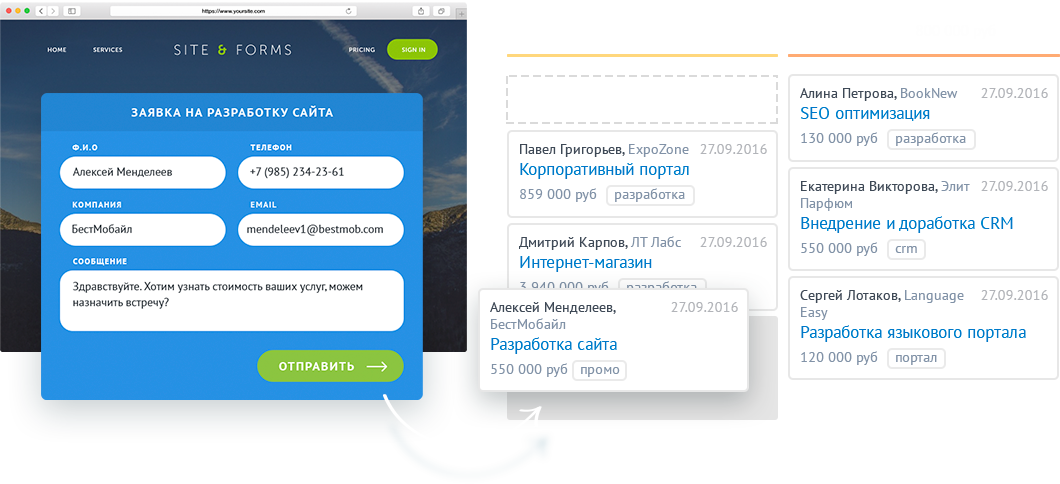 https://www.yoursite.com
HOME
SERVICES
SITE & FORMS
PRICING
SIGN IN
ЗАЯВКА НА РАЗРАБОТКУ САЙТА
Ф.И.О
ТЕЛЕФОН
Алексей Менделеев
+7 (985) 234-23-61
КОМПАНИЯ
EMAIL
БестМобайл
mendeleev1@bestmob.com
СООБЩЕНИЕ
Здравствуйте. Хотим узнать стоимость ваших услуг, можем
назначить встречу?
ОТПРАВИТЬ
Павел Григорьев, ExpoZone 27.09.2016
Корпоративный портал
859 000 руб разработка
Дмитрий Карпов, ЛТ Лабс 27.09.2016
Интернет-магазин
3 940 000 руб разработка
Алексей Менделеев, 27.09.2016
БестМобайл
Разработка сайта
550 000 руб промо
Алина Петрова, BookNew 27.09.2016
SEO оптимизация
130 000 руб разработка
Екатерина Викторова, Элит 27.09.2016
Парфюм
Внедрение и доработка CRM
550 000 руб crm
Сергей Лотаков, Language 27.09.2016
Easy
Разработка языкового портала
120 000 руб портал